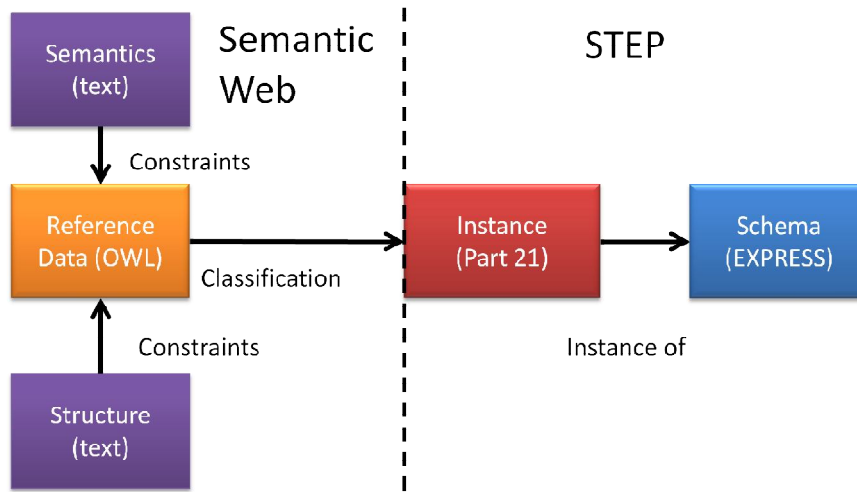 Semantics
(text)
Semantic
Web
STEP
Constraints
Reference
Data (OWL)
Classification
Instance
(Part 21)
Schema
(EXPRESS)
Constraints
Instance of
Structure
(text)